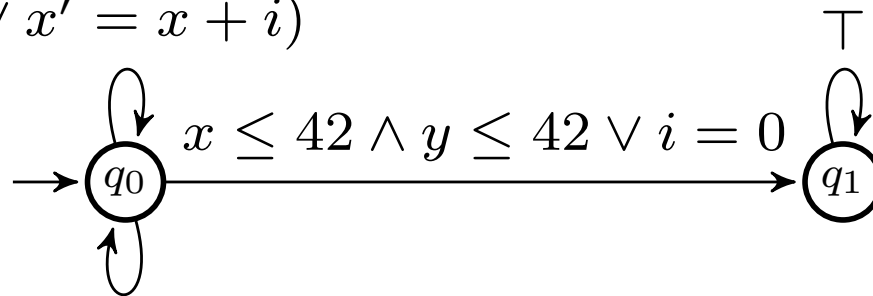 ∨ x′ = x + i)
⊤
x ≤ 42 ∧ y ≤ 42 ∨ i = 0
q₀
q₁